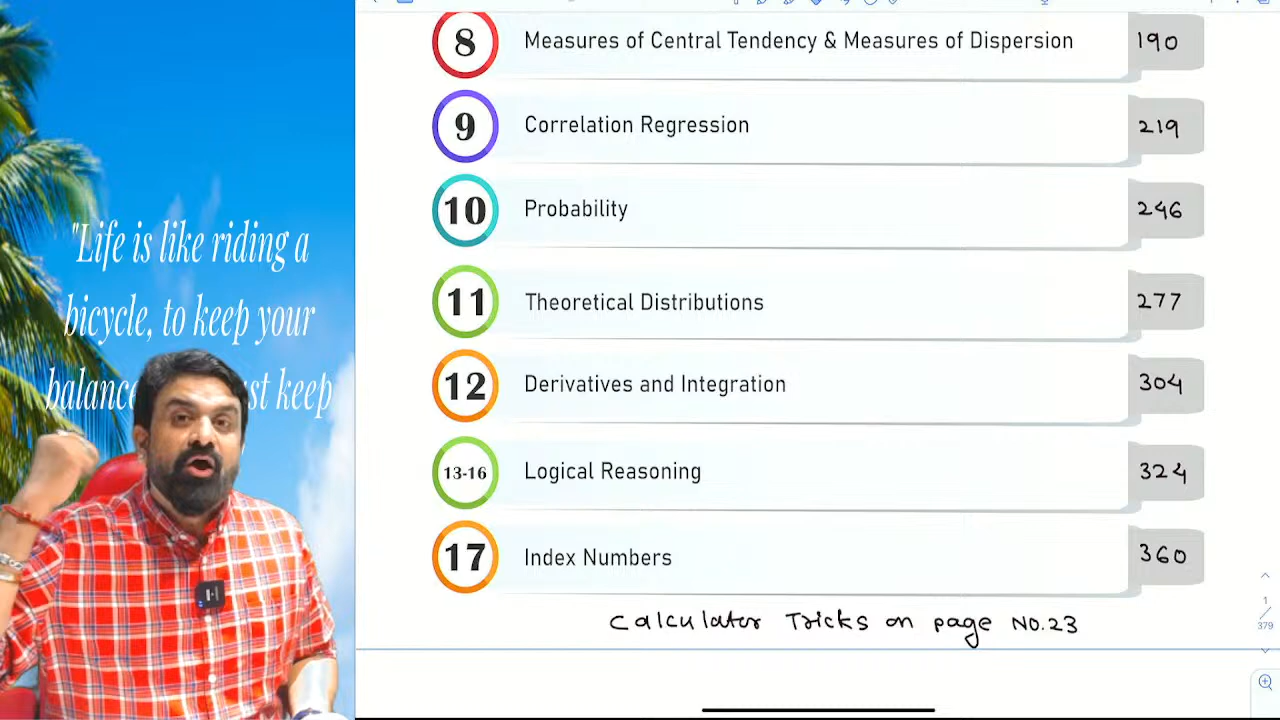 "Life is like riding a
bicycle, to keep your
balance st keep
8 Measures of Central Tendency & Measures of Dispersion 190
9 Correlation Regression 219
10 Probability 246
11 Theoretical Distributions 277
12 Derivatives and Integration 304
13-16 Logical Reasoning 324
17 Index Numbers 360
Calculator Tricks on page No.23
1
379